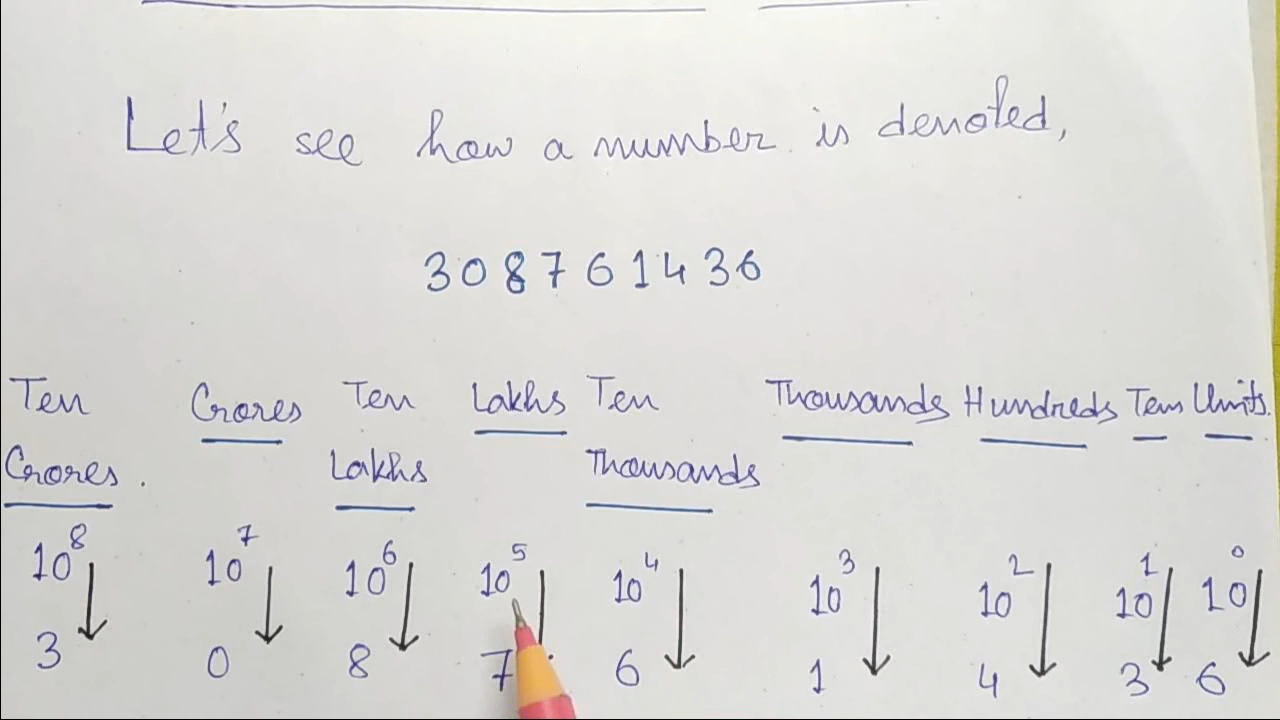 Let's see how a number is denoted,
308761436
Ten Crores Ten Lakhs Ten Thousands Hundreds Tens Units.
Crores. Lakhs Thousands
10^8 10^7 10^6 10^5 10^4 10^3 10^2 10^1 10^0
3 0 8 7 6 1 4 3 6